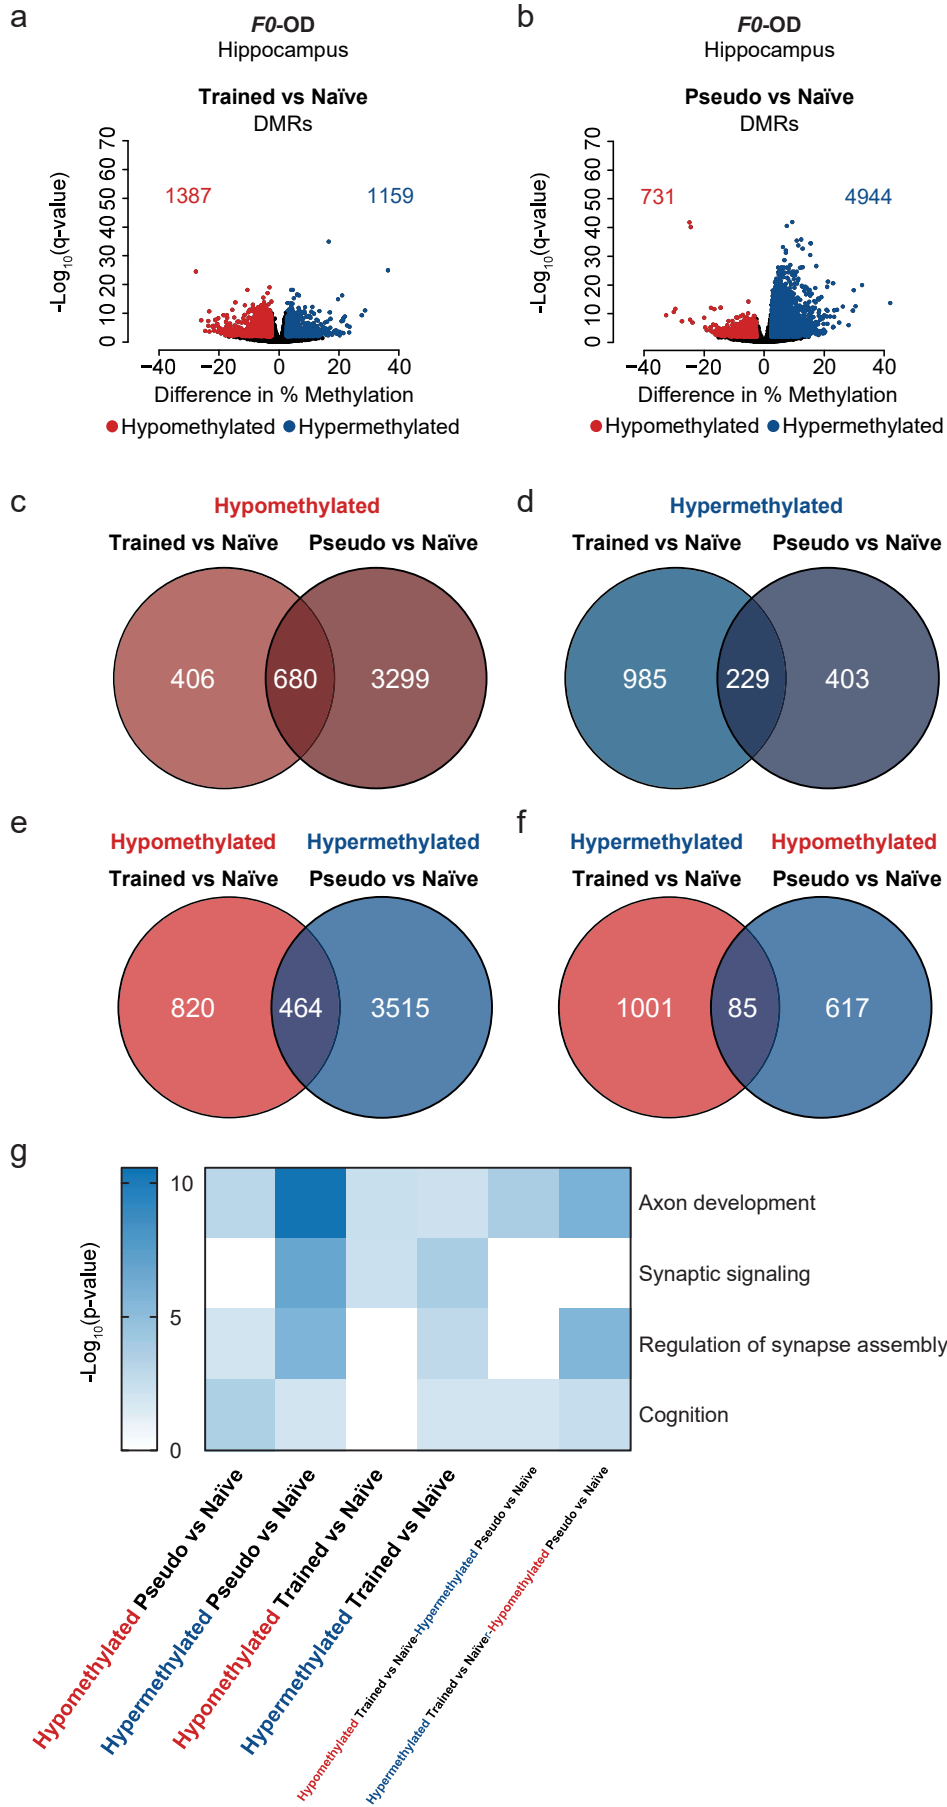 a
F0-OD
Hippocampus
Trained vs Naïve
DMRs
-Log10(q-value)
0 10 20 30 40 50 60 70
1387
1159
−40 −20 0 20 40
Difference in % Methylation
Hypomethylated Hypermethylated
b
F0-OD
Hippocampus
Pseudo vs Naïve
DMRs
-Log10(q-value)
0 10 20 30 40 50 60 70
731
4944
−40 −20 0 20 40
Difference in % Methylation
Hypomethylated Hypermethylated
c
Hypomethylated
Trained vs Naïve Pseudo vs Naïve
406 680 3299
d
Hypermethylated
Trained vs Naïve Pseudo vs Naïve
985 229 403
e
Hypomethylated Hypermethylated
Trained vs Naïve Pseudo vs Naïve
820 464 3515
f
Hypermethylated Hypomethylated
Trained vs Naïve Pseudo vs Naïve
1001 85 617
g
-Log10(p-value)
10
5
0
Axon development
Synaptic signaling
Regulation of synapse assembly
Cognition
Hypomethylated Pseudo vs Naïve
Hypermethylated Pseudo vs Naïve
Hypomethylated Trained vs Naïve
Hypermethylated Trained vs Naïve
Hypomethylated Trained vs Naïve-Hypermethylated Pseudo vs Naïve
Hypermethylated Trained vs Naïver-Hypomethylated Pseudo vs Naïve